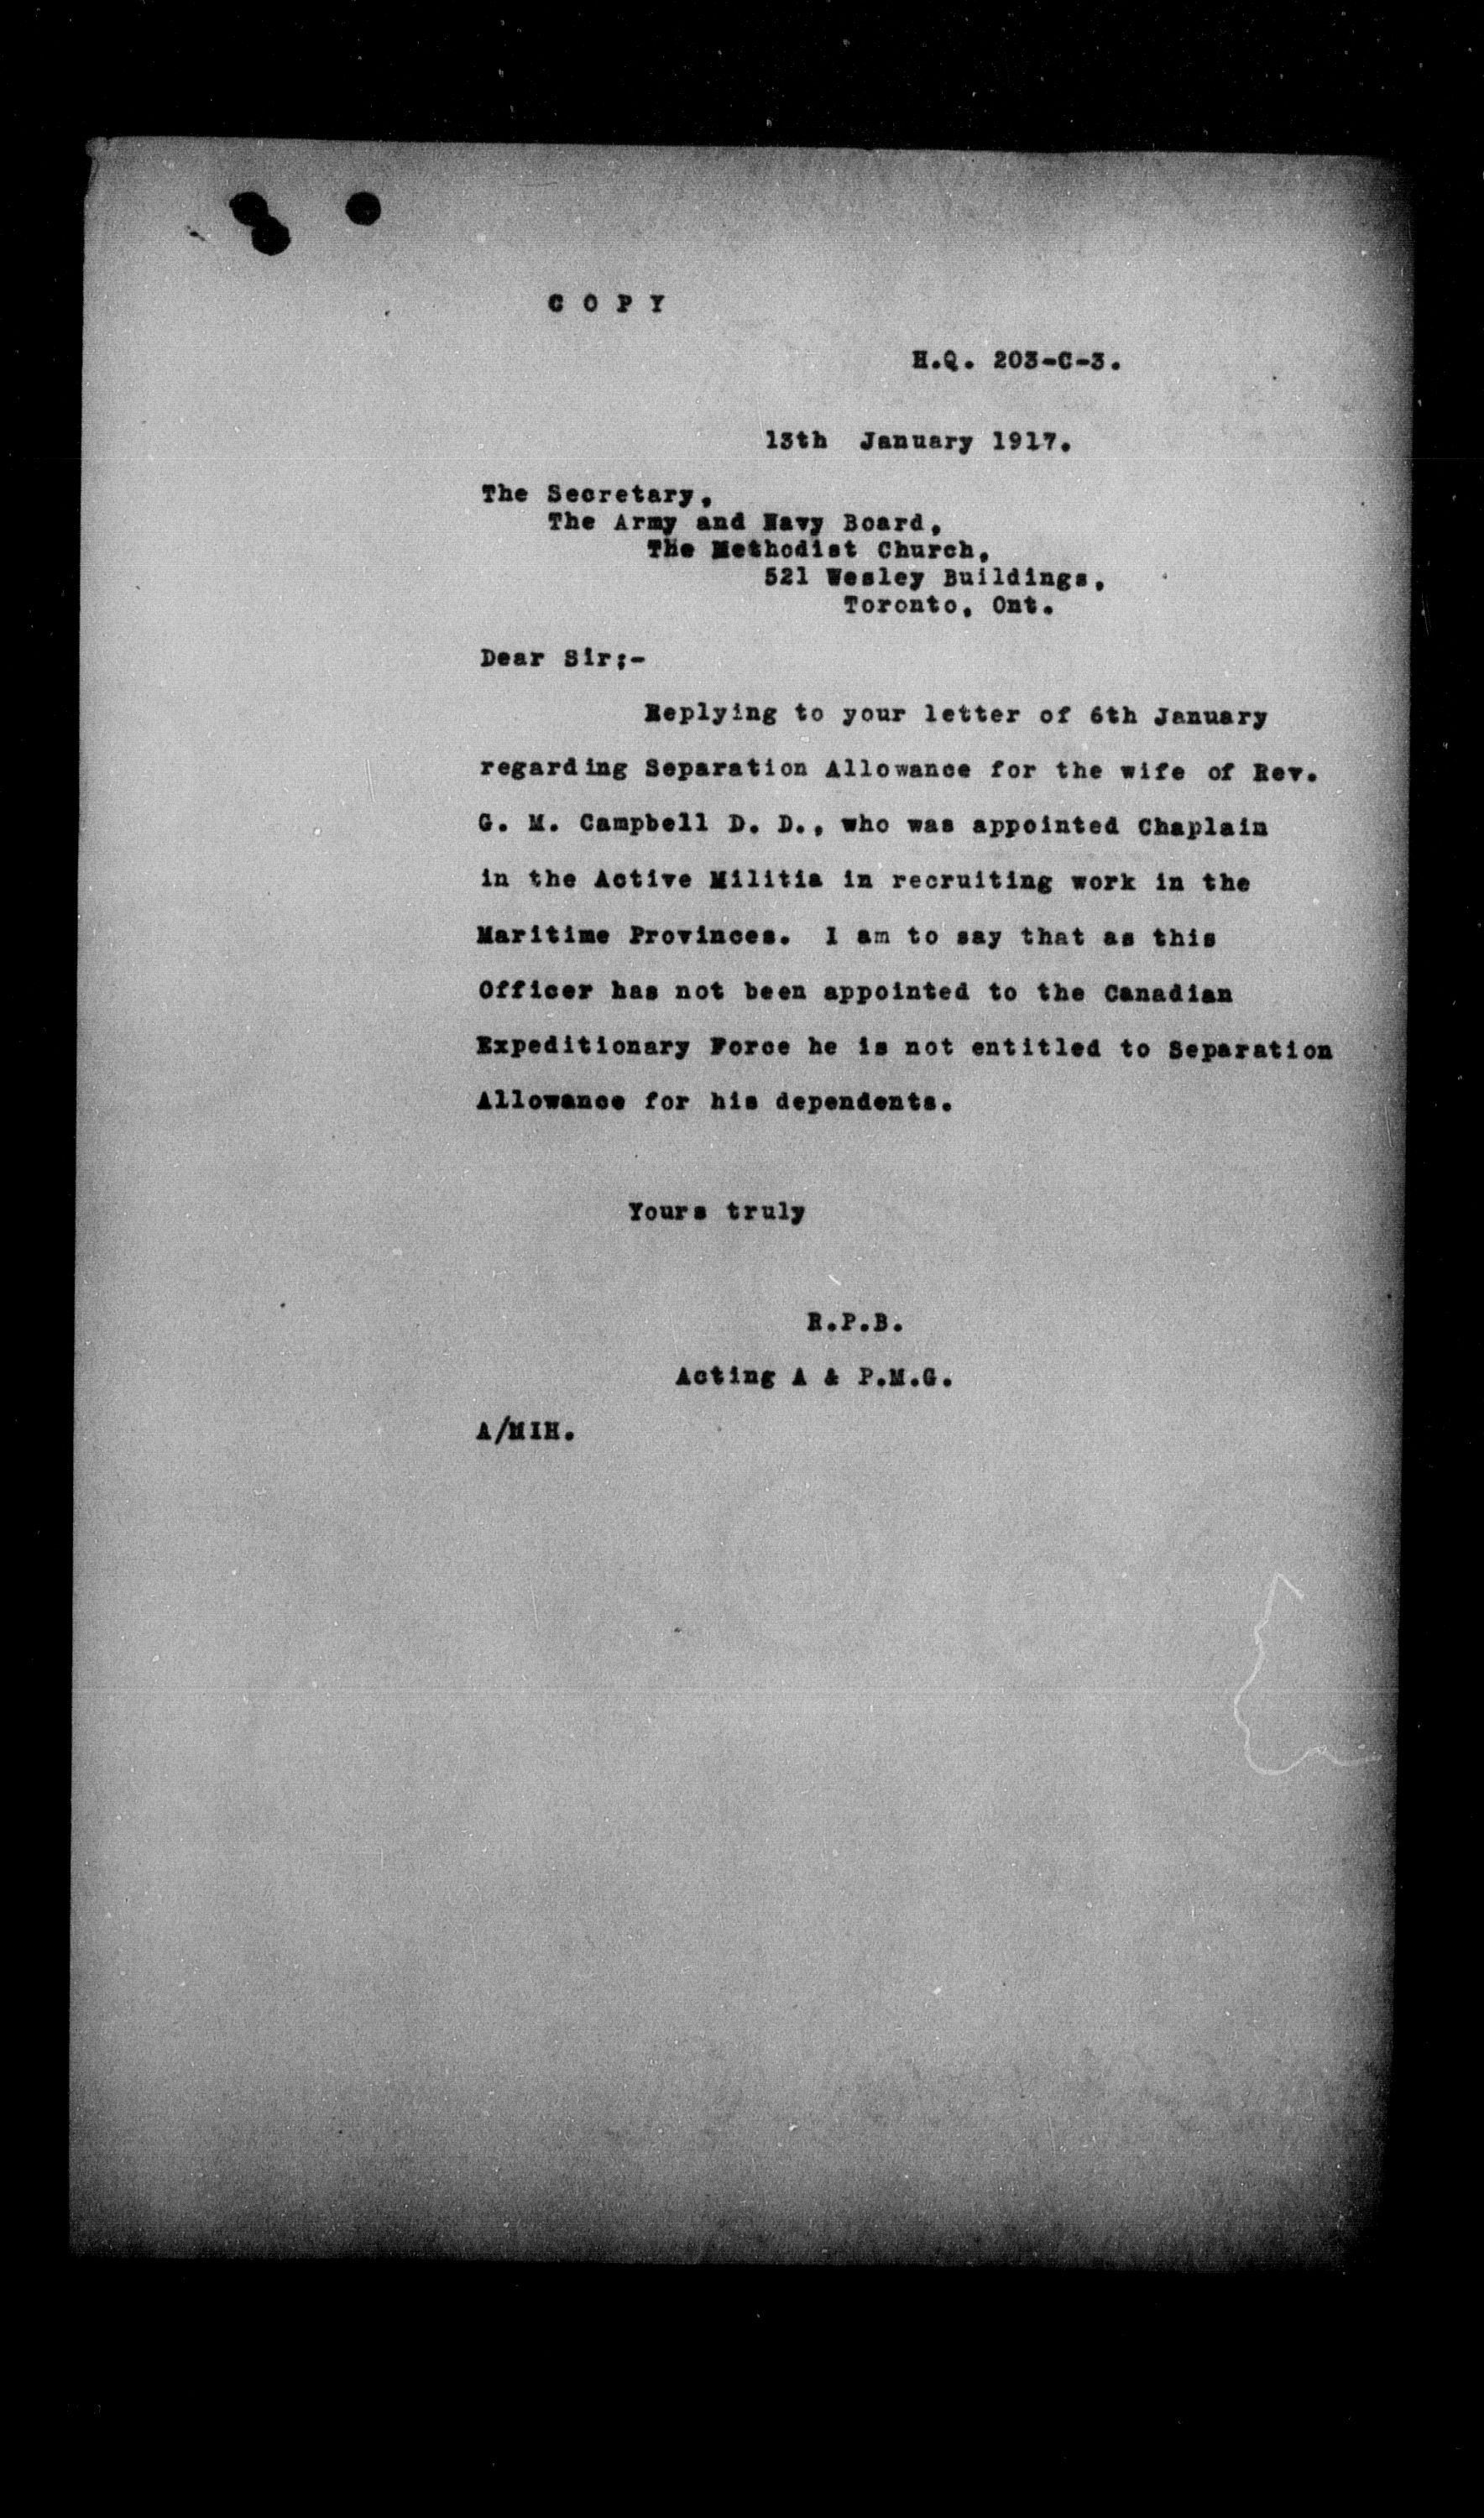 C O P Y
H.Q. 203-C-3.
13th January 1917.
The Secretary,
The Army and Navy Board,
The Methodist Church,
521 Wesley Buildings,
Toronto, Ont.
Dear Sir;-
Replying to your letter of 6th January
regarding Separation Allowance for the wife of Rev.
G. M. Campbell D. D., who was appointed Chaplain
in the Active Militia in recruiting work in the
Maritime Provinces. I am to say that as this
Officer has not been appointed to the Canadian
Expeditionary Force he is not entitled to Separation
Allowance for his dependents.
Yours truly
R.P.B.
Acting A & P.M.G.
A/MIH.